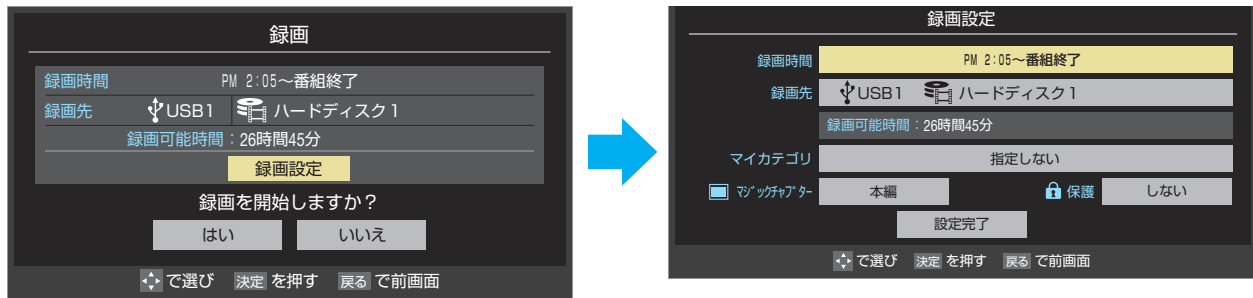 録画
録画時間 PM 2:05～番組終了
録画先 USB1 ハードディスク1
録画可能時間：26時間45分
録画設定
録画を開始しますか？
はい いいえ
で選び 決定 を押す 戻る で前画面
録画設定
録画時間 PM 2:05～番組終了
録画先 USB1 ハードディスク1
録画可能時間：26時間45分
マイカテゴリ 指定しない
マジックチャプター 本編 保護 しない
設定完了
で選び 決定 を押す 戻る で前画面